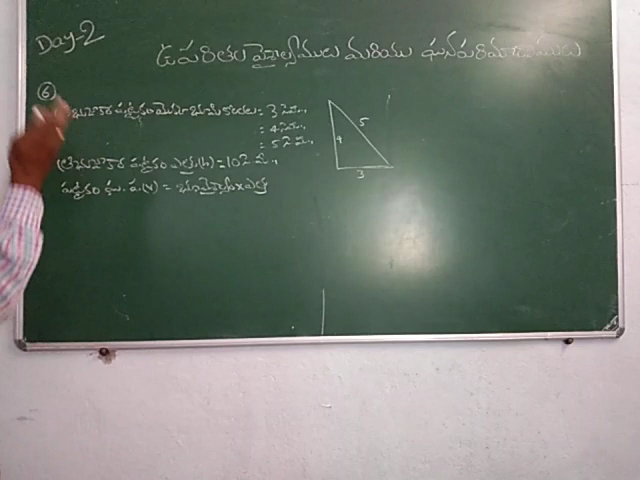 Day-2
ఉపరితల వైశాల్యములు మరియు ఘనపరిమాణములు
6
త్రిభుజాకార పట్టకం యొక్క భుజ కొలతలు = 3 సెం.మీ.,
= 4 సెం.మీ.,
= 5 సెం.మీ.,
త్రిభుజాకార పట్టకం ఎత్తు (h) = 10 సెం.మీ.,
పట్టకం ఘ. ప. (V) = భూవైశాల్యం x ఎత్తు
4
5
3